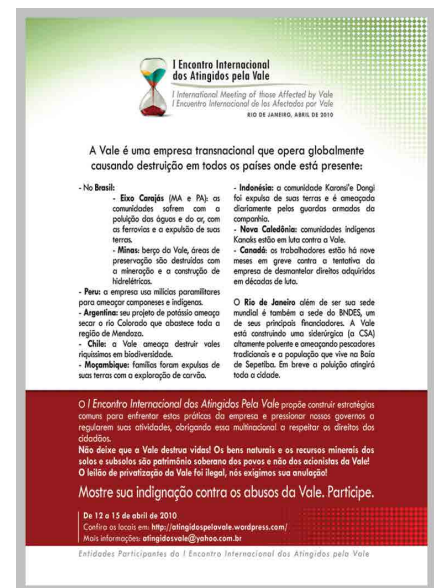 I Encontro Internacional
dos Atingidos pela Vale
I International Meeting of those Affected by Vale
I Encuentro Internacional de los Afectados por Vale
RIO DE JANEIRO, ABRIL DE 2010
A Vale é uma empresa transnacional que opera globalmente
causando destruição em todos os países onde está presente:
- No Brasil:
- Eixo Carajás (MA e PA): as
comunidades sofrem com a
poluição das águas e do ar, com
as ferrovias e a expulsão de suas
terras.
- Minas: berço da Vale, áreas de
preservação são destruídas com
a mineração e a construção de
hidrelétricas.
- Peru: a empresa usa milícias paramilitares
para ameaçar camponeses e indígenas.
- Argentina: seu projeto de potássio ameaça
secar o rio Colorado que abastece toda a
região de Mendoza.
- Chile: a Vale ameaça destruir vales
riquíssimos em biodiversidade.
- Moçambique: famílias foram expulsas de
suas terras com a exploração de carvão.
- Indonésia: a comunidade Karonsi'e Dongi
foi expulsa de suas terras e é ameaçada
diariamente pelos guardas armados da
companhia.
- Nova Caledônia: comunidades indígenas
Kanaks estão em luta contra a Vale.
- Canadá: os trabalhadores estão há nove
meses em greve contra a tentativa da
empresa de desmantelar direitos adquiridos
em décadas de luta.
O Rio de Janeiro além de ser sua sede
mundial é também a sede do BNDES, um
de seus principais financiadores. A Vale
está construindo uma siderúrgica (a CSA)
altamente poluente e ameaçando pescadores
tradicionais e a população que vive na Baía
de Sepetiba. Em breve a poluição atingirá
toda a cidade.
O I Encontro Internacional dos Atingidos Pela Vale propõe construir estratégias
comuns para enfrentar estas práticas da empresa e pressionar nossos governos a
regularem suas atividades, obrigando essa multinacional a respeitar os direitos dos
cidadãos.
Não deixe que a Vale destrua vidas! Os bens naturais e os recursos minerais dos
solos e subsolos são patrimônio soberano dos povos e não dos acionistas da Vale!
O leilão de privatização da Vale foi ilegal, nós exigimos sua anulação!
Mostre sua indignação contra os abusos da Vale. Participe.
De 12 a 15 de abril de 2010
Confira os locais em: http://atingidospelavale.wordpress.com/
Mais informações: atingidosvale@yahoo.com.br
Entidades Participantes do I Encontro Internacional dos Atingidos pela Vale